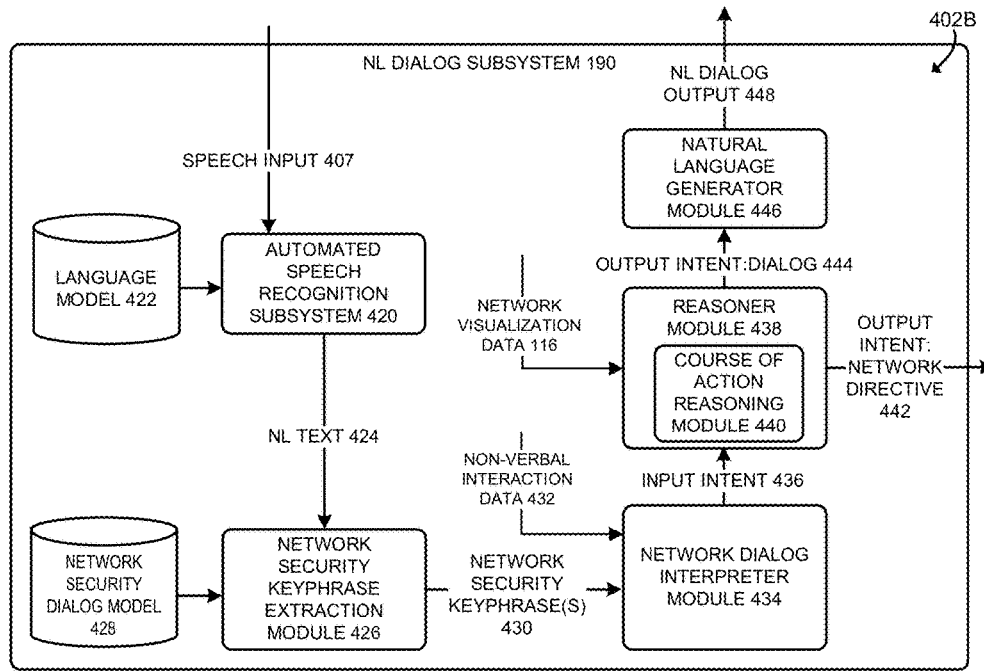 402B
NL DIALOG SUBSYSTEM 190
NL DIALOG
OUTPUT 448
SPEECH INPUT 407
NATURAL
LANGUAGE
GENERATOR
MODULE 446
LANGUAGE
MODEL 422
AUTOMATED
SPEECH
RECOGNITION
SUBSYSTEM 420
OUTPUT INTENT:DIALOG 444
NETWORK
VISUALIZATION
DATA 116
REASONER
MODULE 438
COURSE OF
ACTION
REASONING
MODULE 440
OUTPUT
INTENT:
NETWORK
DIRECTIVE
442
NL TEXT 424
NON-VERBAL
INTERACTION
DATA 432
INPUT INTENT 436
NETWORK
SECURITY
DIALOG MODEL
428
NETWORK
SECURITY
KEYPHRASE
EXTRACTION
MODULE 426
NETWORK
SECURITY
KEYPHRASE(S)
430
NETWORK DIALOG
INTERPRETER
MODULE 434